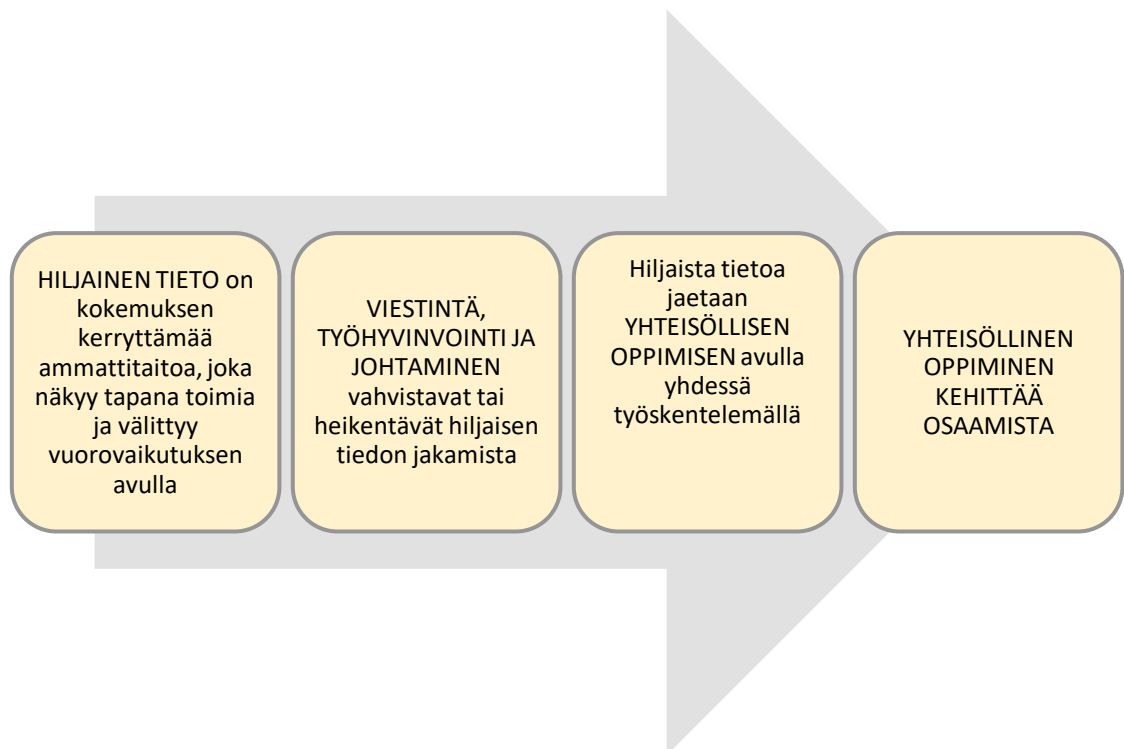 HILJAINEN TIETO on
kokemuksen
kerryttämää
ammattitaitoa, joka
näkyy tapana toimia
ja välittyy
vuorovaikutuksen
avulla
VIESTINTÄ,
TYÖHYVINVOINTI JA
JOHTAMINEN
vahvistavat tai
heikentävät hiljaisen
tiedon jakamista
Hiljaista tietoa
jaetaan
YHTEISÖLLISEN
OPPIMISEN avulla
yhdessä
työskentelemällä
YHTEISÖLLINEN
OPPIMINEN
KEHITTÄÄ
OSAAMISTA